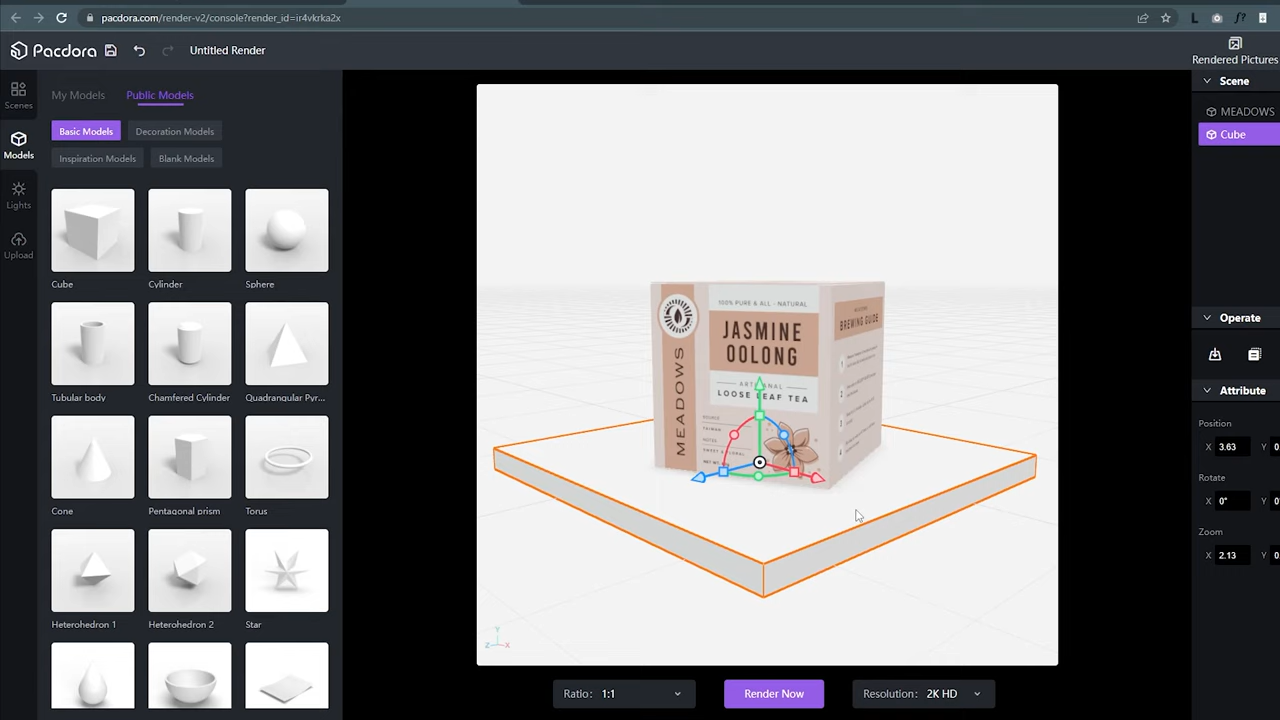 pacdora.com/render-v2/console?render_id=ir4vkrka2x
Pacdora
Untitled Render
Rendered Pictures
Scenes
Models
Lights
Upload
My Models
Public Models
Basic Models
Decoration Models
Inspiration Models
Blank Models
Cube
Cylinder
Sphere
Tubular body
Chamfered Cylinder
Quadrangular Pyr...
Cone
Pentagonal prism
Torus
Heterohedron 1
Heterohedron 2
Star
100% PURE & ALL - NATURAL
JASMINE
OOLONG
LOOSE LEAF TEA
MEADOWS
BREWING GUIDE
Y
Z
X
Ratio: 1:1
Render Now
Resolution: 2K HD
Scene
MEADOWS
Cube
Operate
Attribute
Position
X 3.63
Y
Rotate
X 0°
Y 0°
Zoom
X 2.13
Y 0.